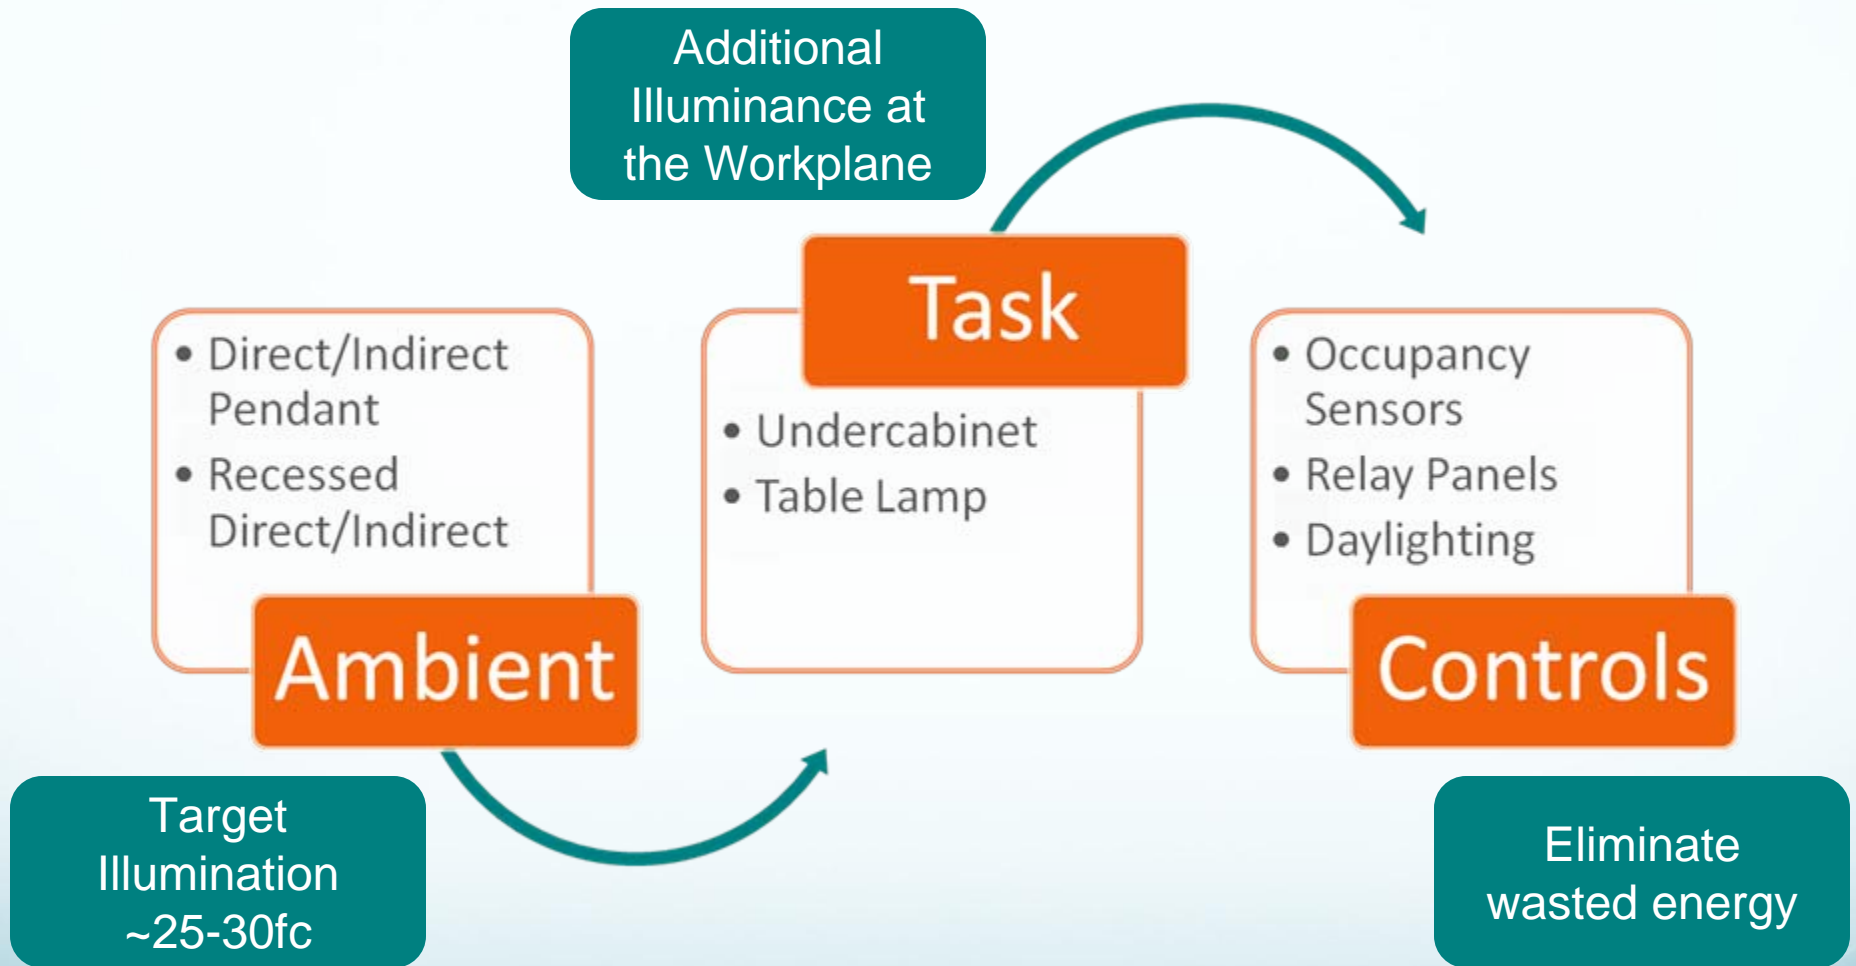 Additional
Illuminance at
the Workplane
• Direct/Indirect
Pendant
• Recessed
Direct/Indirect
Ambient
Target
Illumination
~25-30fc
Task
• Undercabinet
• Table Lamp
• Occupancy
Sensors
• Relay Panels
• Daylighting
Controls
Eliminate
wasted energy